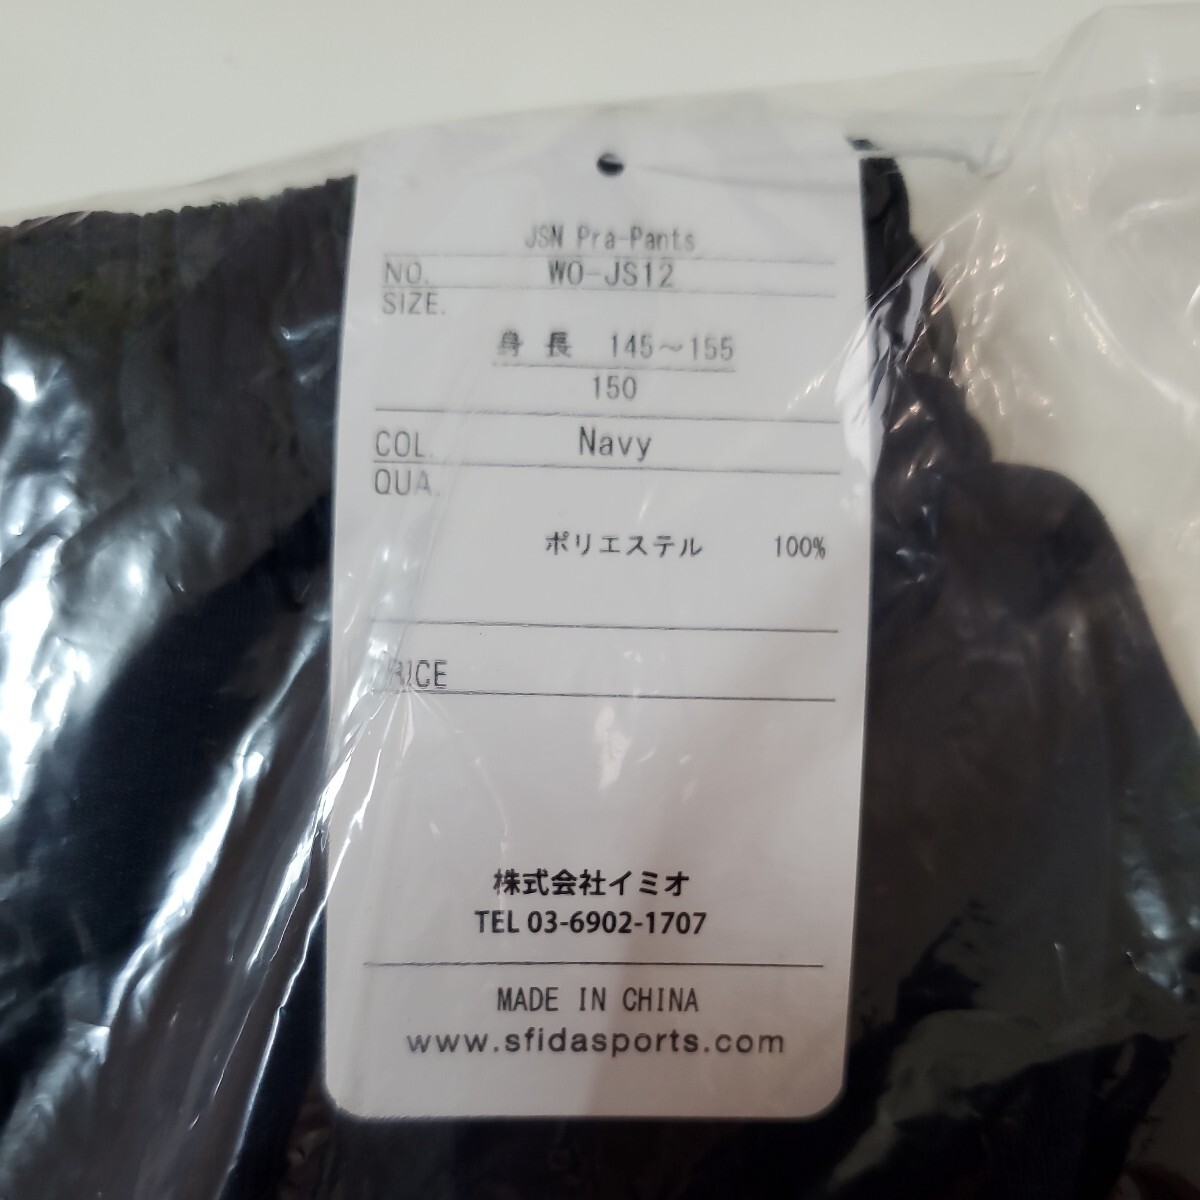 JSN Pra-Pants
NO. WO-JS12
SIZE.
身 長 145～155
150
COL. Navy
QUA.
ポリエステル 100%
PRICE
株式会社イミオ
TEL 03-6902-1707
MADE IN CHINA
www.sfidasports.com